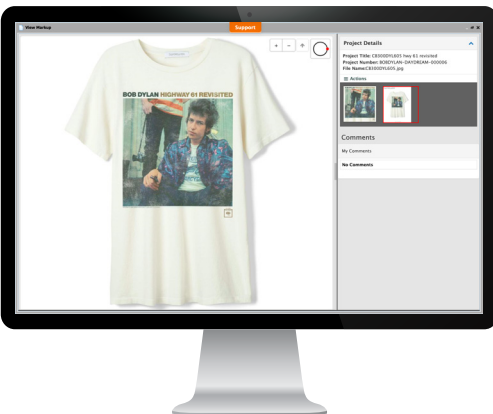 View Markup
Support
Project Details
Project Title: CB300DYL605 hwy 61 revisited
Project Number: BOBDYLAN-DAYDREAM-000006
File Name:CB300DYL605.jpg
Actions
BOB DYLAN HIGHWAY 61 REVISITED
Comments
My Comments
No Comments